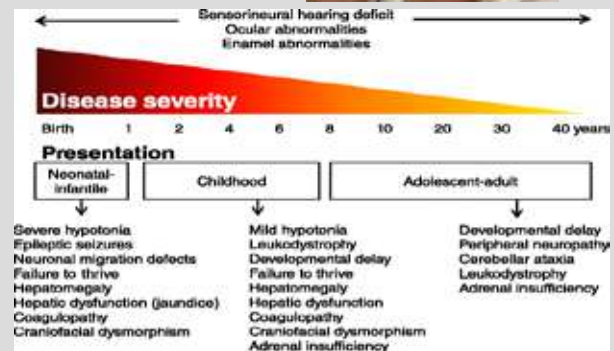 Sensorineural hearing deficit
Ocular abnormalities
Enamel abnormalities
Disease severity
Birth 1 2 4 6 8 10 20 30 40 years
Presentation
Neonatal-
infantile
Childhood
Adolescent-adult
Severe hypotonia
Epileptic seizures
Neuronal migration defects
Failure to thrive
Hepatomegaly
Hepatic dysfunction (jaundice)
Coagulopathy
Craniofacial dysmorphism
Mild hypotonia
Leukodystrophy
Developmental delay
Failure to thrive
Hepatomegaly
Hepatic dysfunction
Coagulopathy
Craniofacial dysmorphism
Adrenal insufficiency
Developmental delay
Peripheral neuropathy
Cerebellar ataxia
Leukodystrophy
Adrenal insufficiency